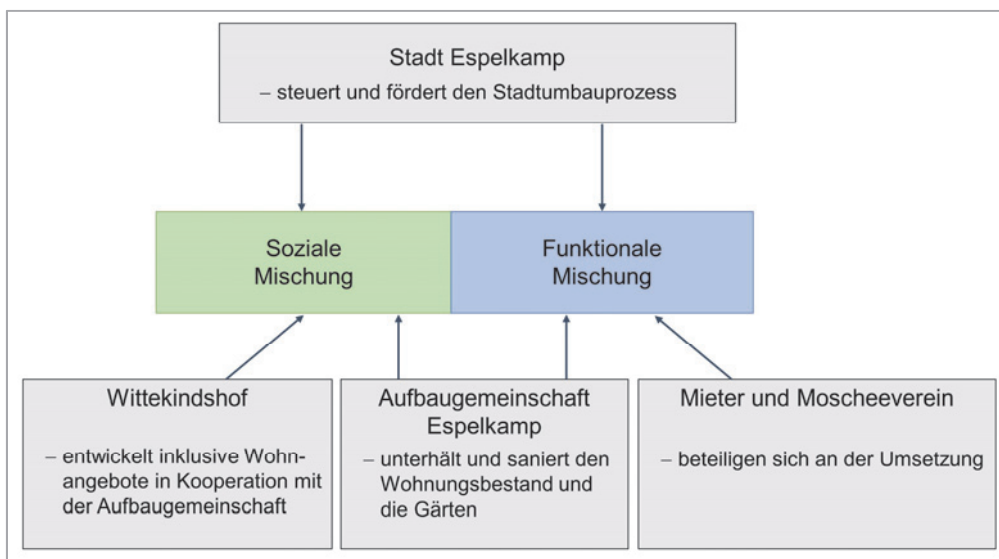 Stadt Espelkamp
– steuert und fördert den Stadtumbauprozess
Soziale
Mischung
Funktionale
Mischung
Wittekindshof
– entwickelt inklusive Wohn-
angebote in Kooperation mit
der Aufbaugemeinschaft
Aufbaugemeinschaft
Espelkamp
– unterhält und saniert den
Wohnungsbestand und
die Gärten
Mieter und Moscheeverein
– beteiligen sich an der Umsetzung